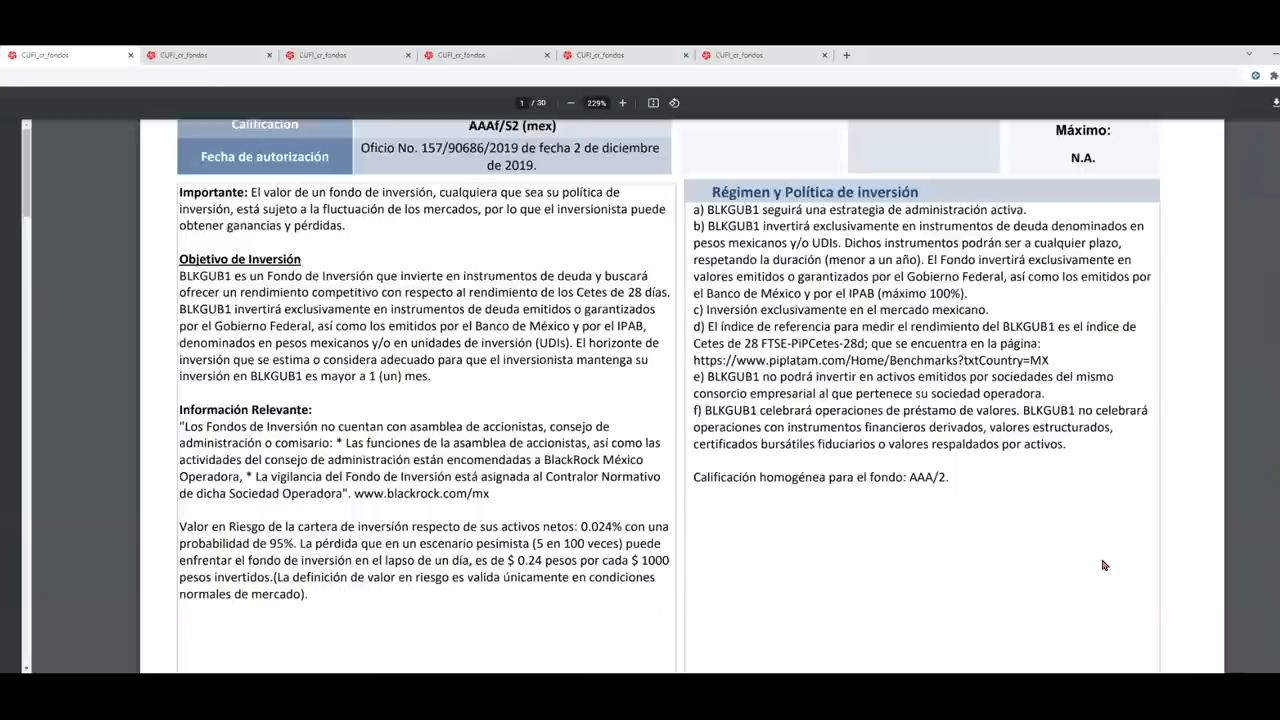 CUFI_cr_fondos
CUFI_cr_fondos
CUFI_cr_fondos
CUFI_cr_fondos
CUFI_cr_fondos
CUFI_cr_fondos
1 / 30
229%
Calificación
AAAf/S2 (mex)
Fecha de autorización
Oficio No. 157/90686/2019 de fecha 2 de diciembre
de 2019.
Máximo:
N.A.
Importante: El valor de un fondo de inversión, cualquiera que sea su política de
inversión, está sujeto a la fluctuación de los mercados, por lo que el inversionista puede
obtener ganancias y pérdidas.
Objetivo de Inversión
BLKGUB1 es un Fondo de Inversión que invierte en instrumentos de deuda y buscará
ofrecer un rendimiento competitivo con respecto al rendimiento de los Cetes de 28 días.
BLKGUB1 invertirá exclusivamente en instrumentos de deuda emitidos o garantizados
por el Gobierno Federal, así como los emitidos por el Banco de México y por el IPAB,
denominados en pesos mexicanos y/o en unidades de inversión (UDIs). El horizonte de
inversión que se estima o considera adecuado para que el inversionista mantenga su
inversión en BLKGUB1 es mayor a 1 (un) mes.
Información Relevante:
"Los Fondos de Inversión no cuentan con asamblea de accionistas, consejo de
administración o comisario: * Las funciones de la asamblea de accionistas, así como las
actividades del consejo de administración están encomendadas a BlackRock México
Operadora, * La vigilancia del Fondo de Inversión está asignada al Contralor Normativo
de dicha Sociedad Operadora". www.blackrock.com/mx
Valor en Riesgo de la cartera de inversión respecto de sus activos netos: 0.024% con una
probabilidad de 95%. La pérdida que en un escenario pesimista (5 en 100 veces) puede
enfrentar el fondo de inversión en el lapso de un día, es de $ 0.24 pesos por cada $ 1000
pesos invertidos.(La definición de valor en riesgo es valida únicamente en condiciones
normales de mercado).
Régimen y Política de inversión
a) BLKGUB1 seguirá una estrategia de administración activa.
b) BLKGUB1 invertirá exclusivamente en instrumentos de deuda denominados en
pesos mexicanos y/o UDIs. Dichos instrumentos podrán ser a cualquier plazo,
respetando la duración (menor a un año). El Fondo invertirá exclusivamente en
valores emitidos o garantizados por el Gobierno Federal, así como los emitidos por
el Banco de México y por el IPAB (máximo 100%).
c) Inversión exclusivamente en el mercado mexicano.
d) El índice de referencia para medir el rendimiento del BLKGUB1 es el índice de
Cetes de 28 FTSE-PiPCetes-28d; que se encuentra en la página:
https://www.piplatam.com/Home/Benchmarks?txtCountry=MX
e) BLKGUB1 no podrá invertir en activos emitidos por sociedades del mismo
consorcio empresarial al que pertenece su sociedad operadora.
f) BLKGUB1 celebrará operaciones de préstamo de valores. BLKGUB1 no celebrará
operaciones con instrumentos financieros derivados, valores estructurados,
certificados bursátiles fiduciarios o valores respaldados por activos.
Calificación homogénea para el fondo: AAA/2.